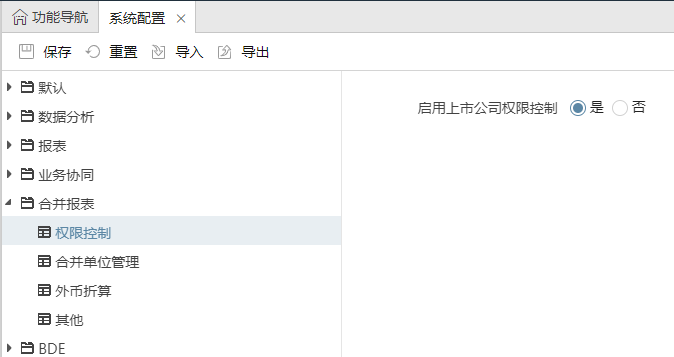 功能导航 系统配置
保存 重置 导入 导出
默认
启用上市公司权限控制 是 否
数据分析
报表
业务协同
合并报表
权限控制
合并单位管理
外币折算
其他
BDE